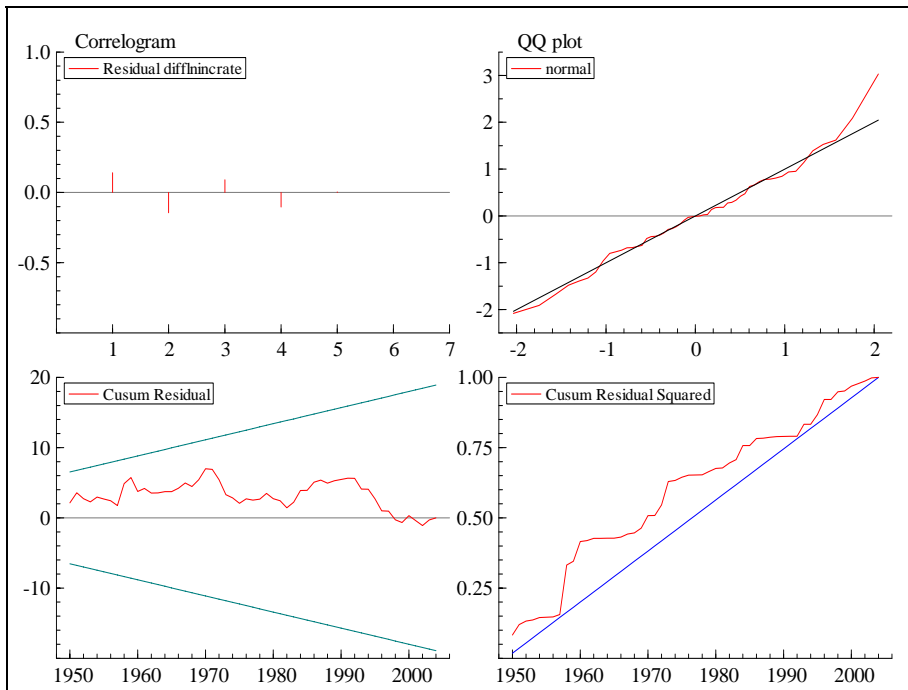 Correlogram
Residual difflnincrate
1.0
0.5
0.0
-0.5
1 2 3 4 5 6 7
QQ plot
normal
3
2
1
0
-1
-2
-2 -1 0 1 2
Cusum Residual
20
10
0
-10
1950 1960 1970 1980 1990 2000
Cusum Residual Squared
1.00
0.75
0.50
0.25
1950 1960 1970 1980 1990 2000